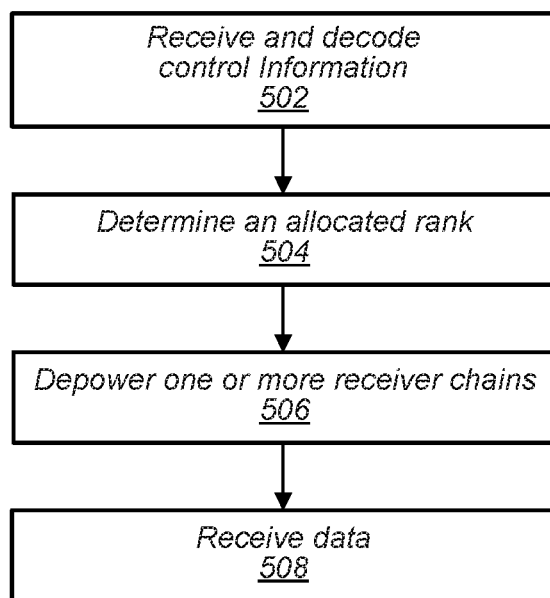 Receive and decode
control Information
502
Determine an allocated rank
504
Depower one or more receiver chains
506
Receive data
508